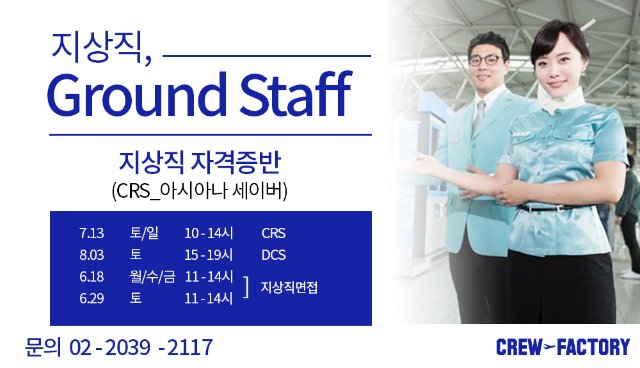 지상직,
Ground Staff
지상직 자격증반
(CRS_아시아나 세이버)
7.13 토/일 10-14시 CRS
8.03 토 15-19시 DCS
6.18 월/수/금 11-14시
6.29 토 11-14시
] 지상직면접
문의 02-2039 -2117
CREW FACTORY